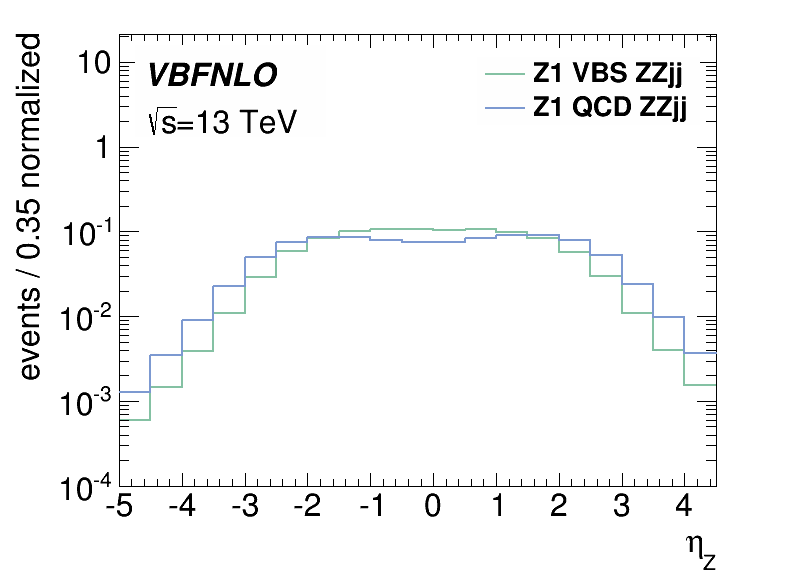 VBFNLO
√s=13 TeV
Z1 VBS ZZjj
Z1 QCD ZZjj
events / 0.35 normalized
10
1
10⁻¹
10⁻²
10⁻³
10⁻⁴
-5 -4 -3 -2 -1 0 1 2 3 4
η_Z